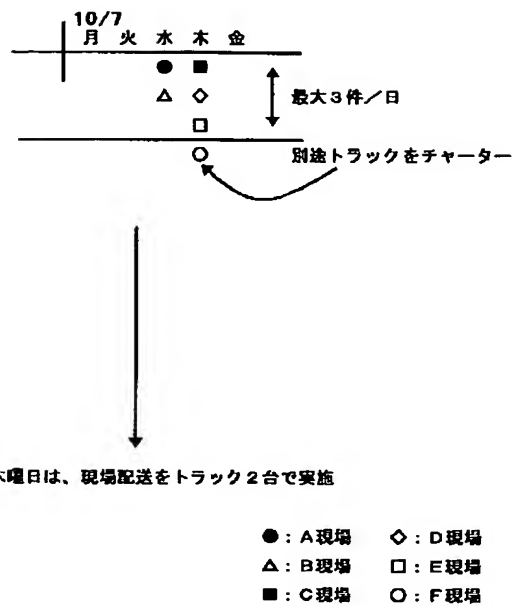 10/7
月 火 水 木 金
● ■
△ ◇ 最大3件／日
□
○ 別途トラックをチャーター
木曜日は、現場配送をトラック2台で実施
●：A現場 ◇：D現場
△：B現場 □：E現場
■：C現場 ○：F現場